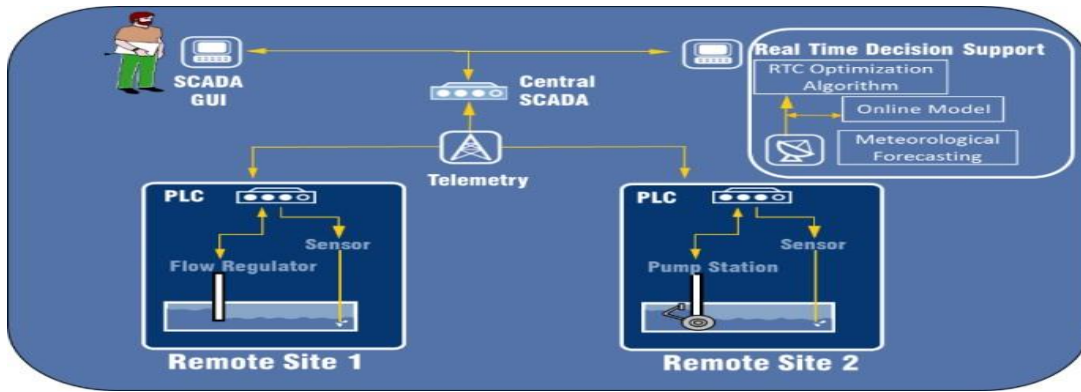 SCADA
GUI
Central
SCADA
Real Time Decision Support
RTC Optimization
Algorithm
Online Model
Meteorological
Forecasting
Telemetry
PLC
Sensor
Flow Regulator
Remote Site 1
PLC
Sensor
Pump Station
Remote Site 2